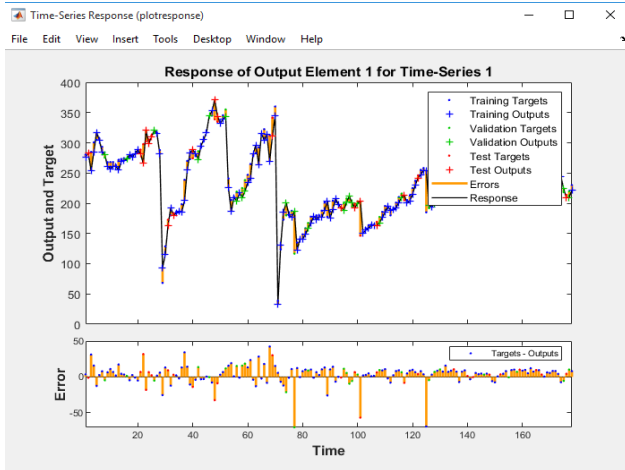 Time-Series Response (plotresponse)
File Edit View Insert Tools Desktop Window Help
Response of Output Element 1 for Time-Series 1
Output and Target
400
350
300
250
200
150
100
50
0
Training Targets
Training Outputs
Validation Targets
Validation Outputs
Test Targets
Test Outputs
Errors
Response
Error
50
0
-50
Targets - Outputs
20 40 60 80 100 120 140 160
Time